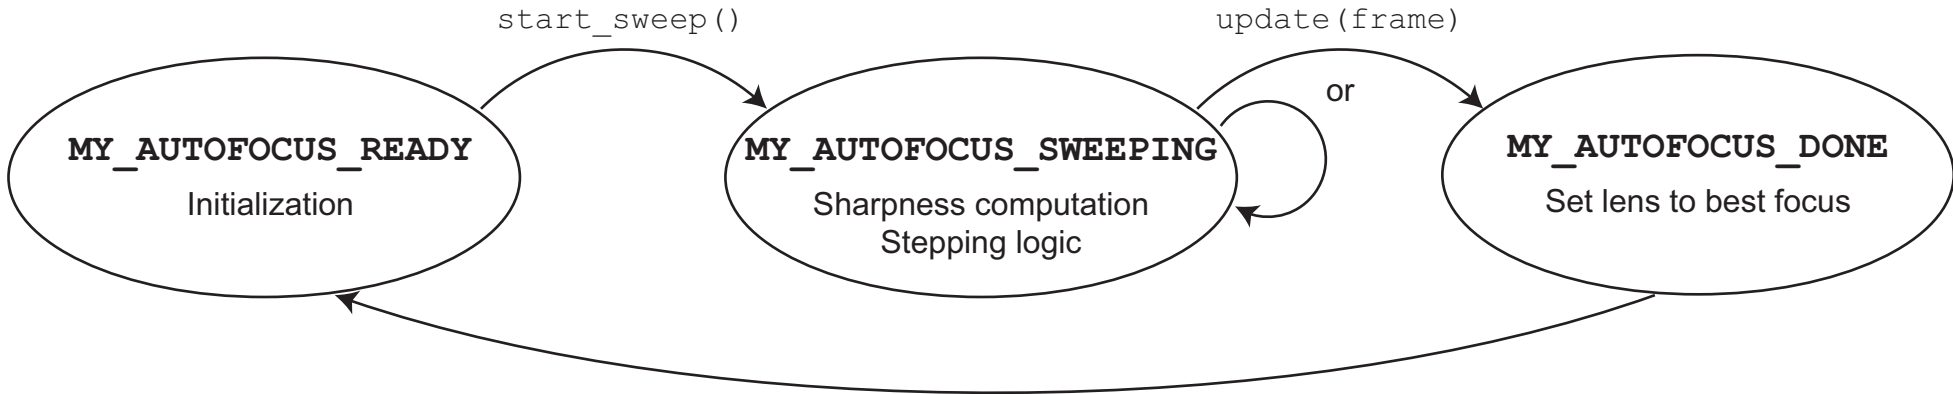 start_sweep()
update(frame)
or
MY_AUTOFOCUS_READY
Initialization
MY_AUTOFOCUS_SWEEPING
Sharpness computation
Stepping logic
MY_AUTOFOCUS_DONE
Set lens to best focus